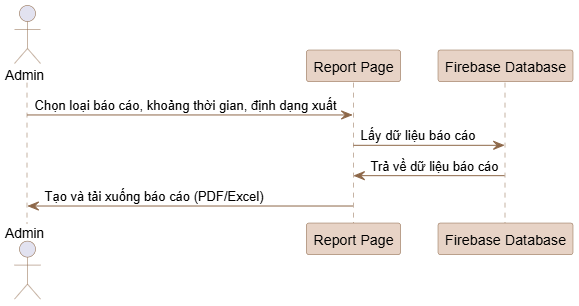 Admin
Report Page
Firebase Database
Chọn loại báo cáo, khoảng thời gian, định dạng xuất
Lấy dữ liệu báo cáo
Trả về dữ liệu báo cáo
Tạo và tải xuống báo cáo (PDF/Excel)
Admin
Report Page
Firebase Database